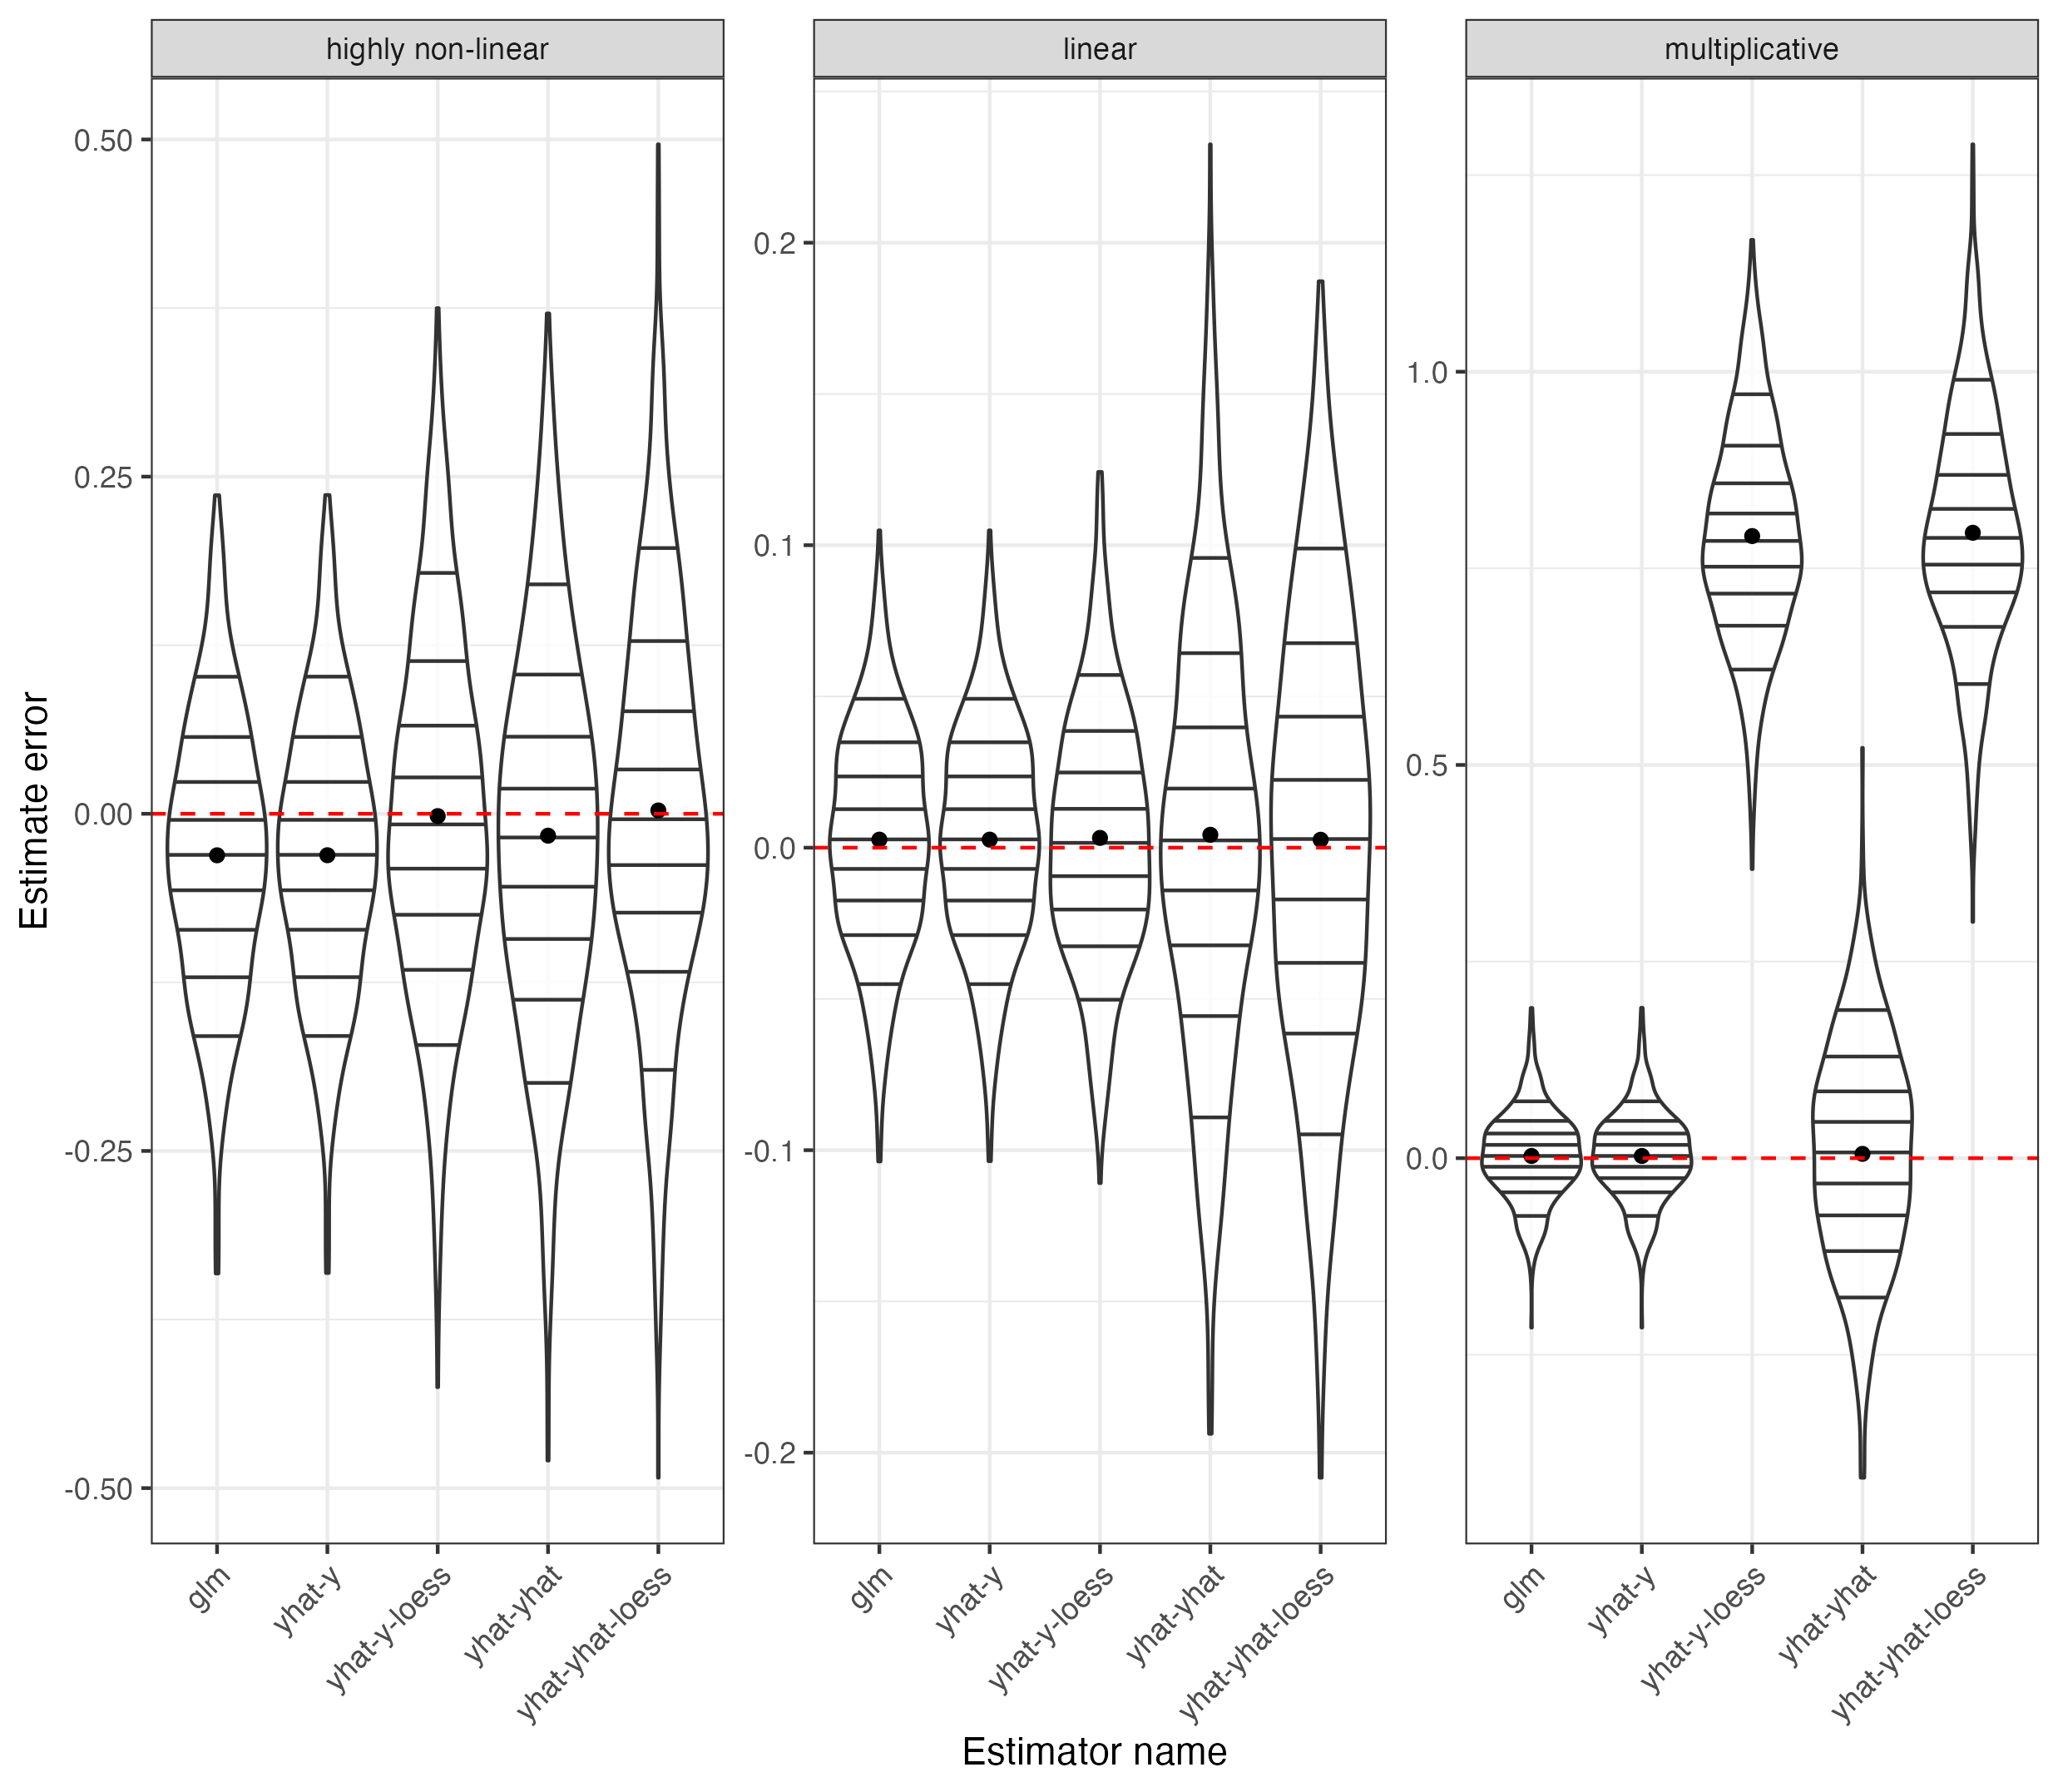 highly non-linear
linear
multiplicative
Estimate error
0.50
0.25
0.00
-0.25
-0.50
0.2
0.1
0.0
-0.1
-0.2
1.0
0.5
0.0
glm
yhat-y
yhat-y-loess
yhat-yhat
yhat-yhat-loess
glm
yhat-y
yhat-y-loess
yhat-yhat
yhat-yhat-loess
glm
yhat-y
yhat-y-loess
yhat-yhat
yhat-yhat-loess
Estimator name